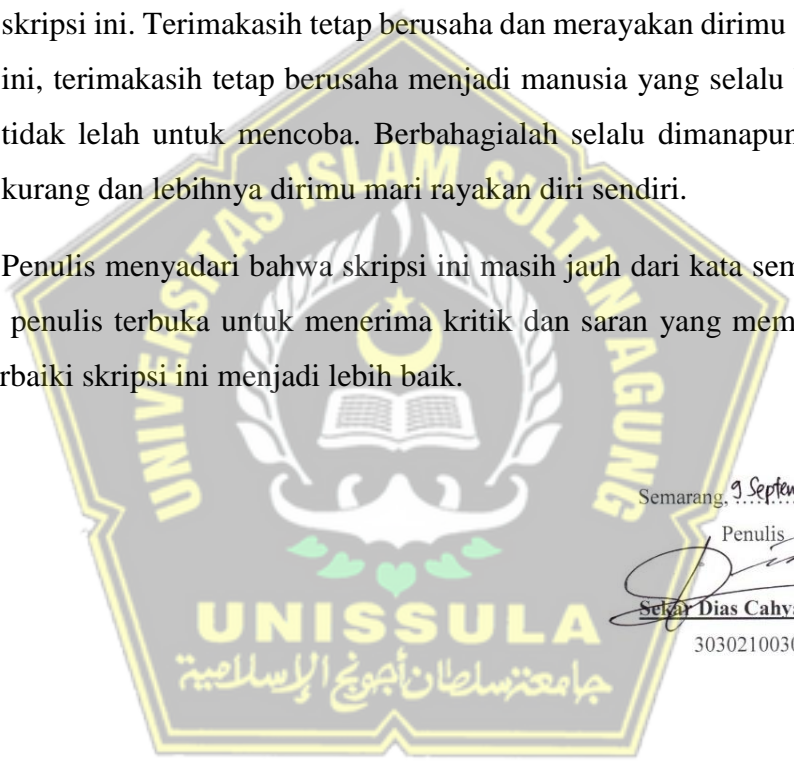 skripsi ini. Terimakasih tetap berusaha dan merayakan dirimu
ini, terimakasih tetap berusaha menjadi manusia yang selalu
tidak lelah untuk mencoba. Berbahagialah selalu dimanapun
kurang dan lebihnya dirimu mari rayakan diri sendiri.
Penulis menyadari bahwa skripsi ini masih jauh dari kata sem
penulis terbuka untuk menerima kritik dan saran yang mem
rbaiki skripsi ini menjadi lebih baik.
UNIVERSITAS ISLAM SULTAN AGUNG
Semarang, 9 Septem
Penulis
Sekar Dias Cahy
3030210030
UNISSULA
جامعتنسلطان أجونج الإسلامية